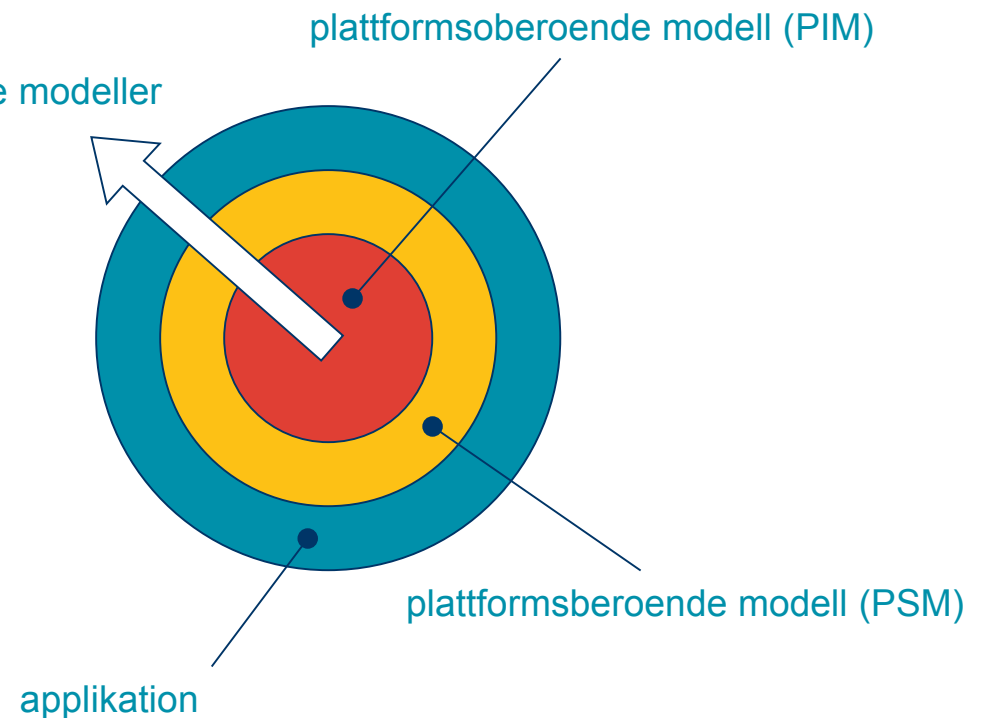 plattformsoberoende modell (PIM)
e modeller
plattformsberoende modell (PSM)
applikation